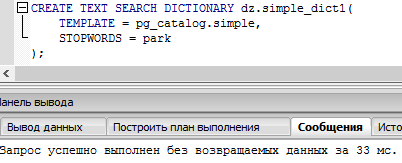 CREATE TEXT SEARCH DICTIONARY dz.simple_dict1(
TEMPLATE = pg_catalog.simple,
STOPWORDS = park
);
Панель вывода
Вывод данных Построить план выполнения Сообщения Исто
Запрос успешно выполнен без возвращаемых данных за 33 мс.